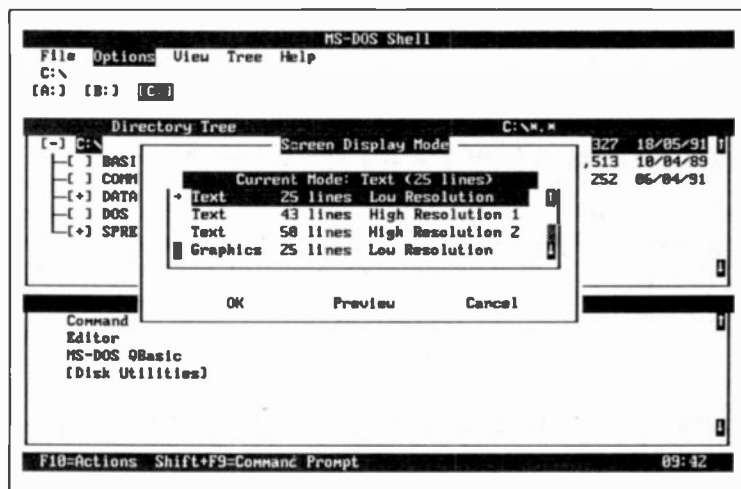 MS-DOS Shell
File Options View Tree Help
C:\
[A:] [B:] [C:]
Directory Tree C:\*.*
[-] C:\ 327 18/05/91
[ ] BASI ,513 10/04/89
[ ] COMM 252 06/04/91
[+] DATA
[ ] DOS
[+] SPRE
Screen Display Mode
Current Mode: Text (25 lines)
→ Text 25 lines Low Resolution
Text 43 lines High Resolution 1
Text 50 lines High Resolution 2
Graphics 25 lines Low Resolution
OK Preview Cancel
Command
Editor
MS-DOS QBasic
[Disk Utilities]
F10=Actions Shift+F9=Command Prompt 09:42